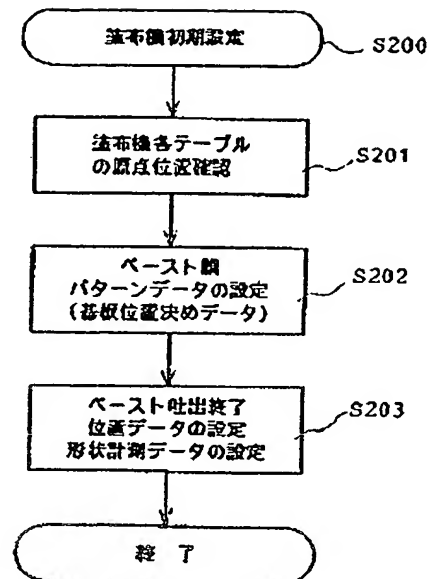 塗布機初期設定
S200
塗布機各テーブル
の原点位置確認
S201
ペースト膜
パターンデータの設定
(基板位置決めデータ)
S202
ペースト吐出終了
位置データの設定
形状計測データの設定
S203
終 了